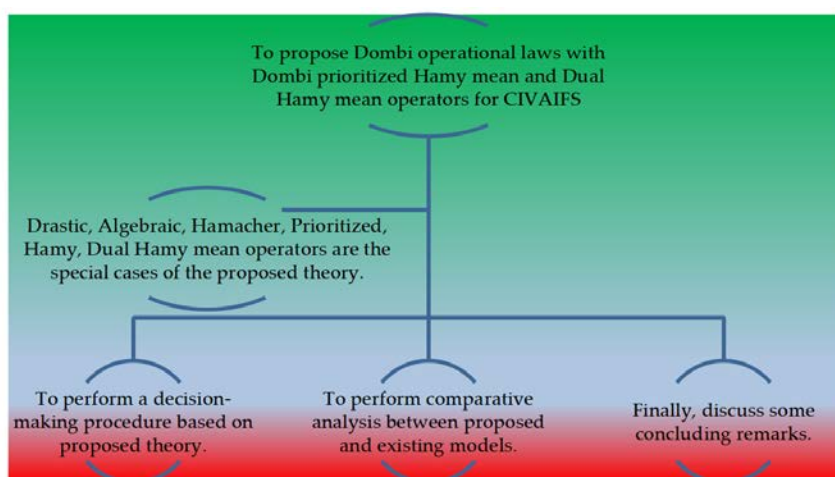 To propose Dombi operational laws with
Dombi prioritized Hamy mean and Dual
Hamy mean operators for CIVAIFS
Drastic, Algebraic, Hamacher, Prioritized,
Hamy, Dual Hamy mean operators are the
special cases of the proposed theory.
To perform a decision-
making procedure based on
proposed theory.
To perform comparative
analysis between proposed
and existing models.
Finally, discuss some
concluding remarks.